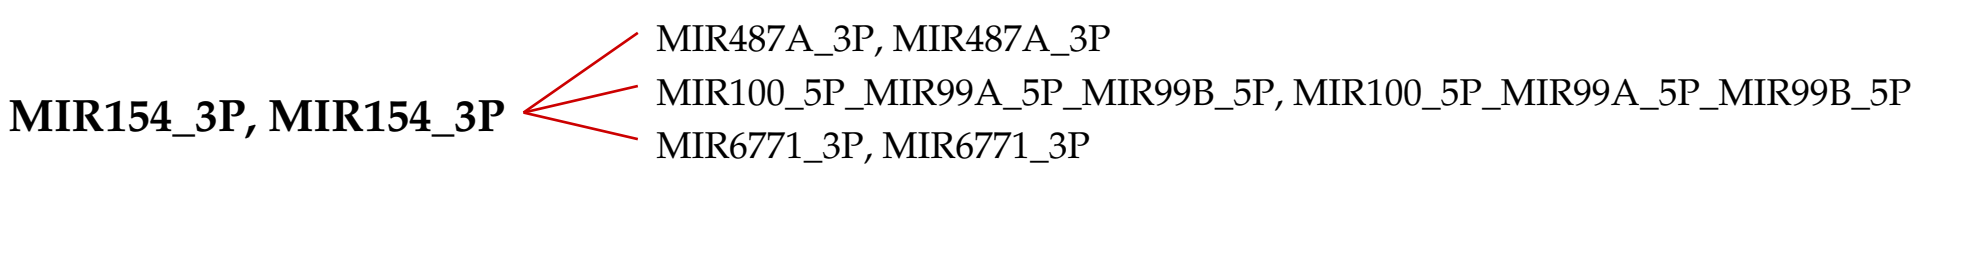 MIR487A_3P, MIR487A_3P
MIR100_5P_MIR99A_5P_MIR99B_5P, MIR100_5P_MIR99A_5P_MIR99B_5P
MIR154_3P, MIR154_3P
MIR6771_3P, MIR6771_3P